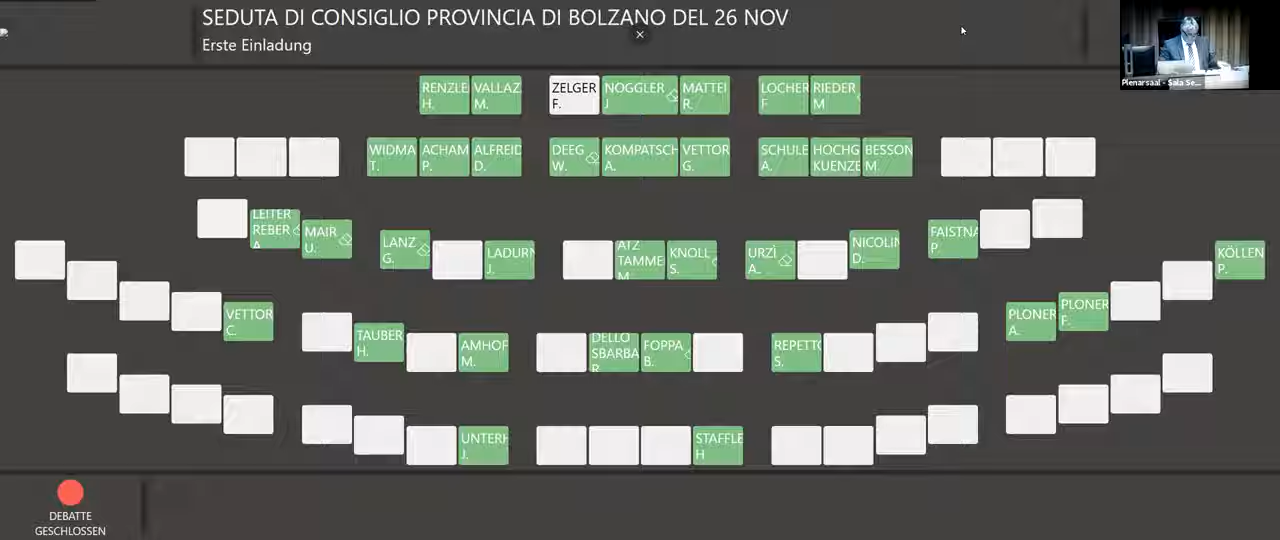 SEDUTA DI CONSIGLIO PROVINCIA DI BOLZANO DEL 26 NOV
Erste Einladung
Plenarsaal - Sala Se...
RENZLE
H.
VALLAZ
M.
ZELGER
F.
NOGGLER
J
MATTEI
R.
LOCHER
F
RIEDER
M
WIDMA
T.
ACHAM
P.
ALFREID
D.
DEEG
W.
KOMPATSCH
A.
VETTOR
G.
SCHULE
A.
HOCHG
KUENZE
BESSON
M.
LEITER
REBER
A.
MAIR
U.
LANZ
G.
LADURN
J.
ATZ
TAMME
M.
KNOLL
S.
URZÌ
A.
NICOLIN
D.
FAISTNA
P.
KÖLLEN
P.
VETTOR
C.
TAUBER
H.
AMHOF
M.
DELLO
SBARBA
R.
FOPPA
B.
REPETTO
S.
PLONER
A.
PLONER
F.
UNTERH
J.
STAFFLE
H
DEBATTE
GESCHLOSSEN